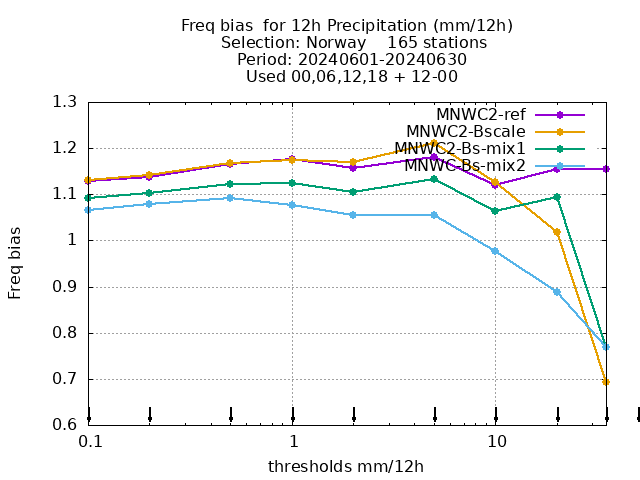 Freq bias  for 12h Precipitation (mm/12h)
Selection: Norway    165 stations
Period: 20240601-20240630
Used 00,06,12,18 + 12-00
MNWC2-ref
MNWC2-Bscale
MNWC2-Bs-mix1
MNWC-Bs-mix2
1.3
1.2
1.1
1
0.9
0.8
0.7
0.6
Freq bias
0.1 1 10
thresholds mm/12h